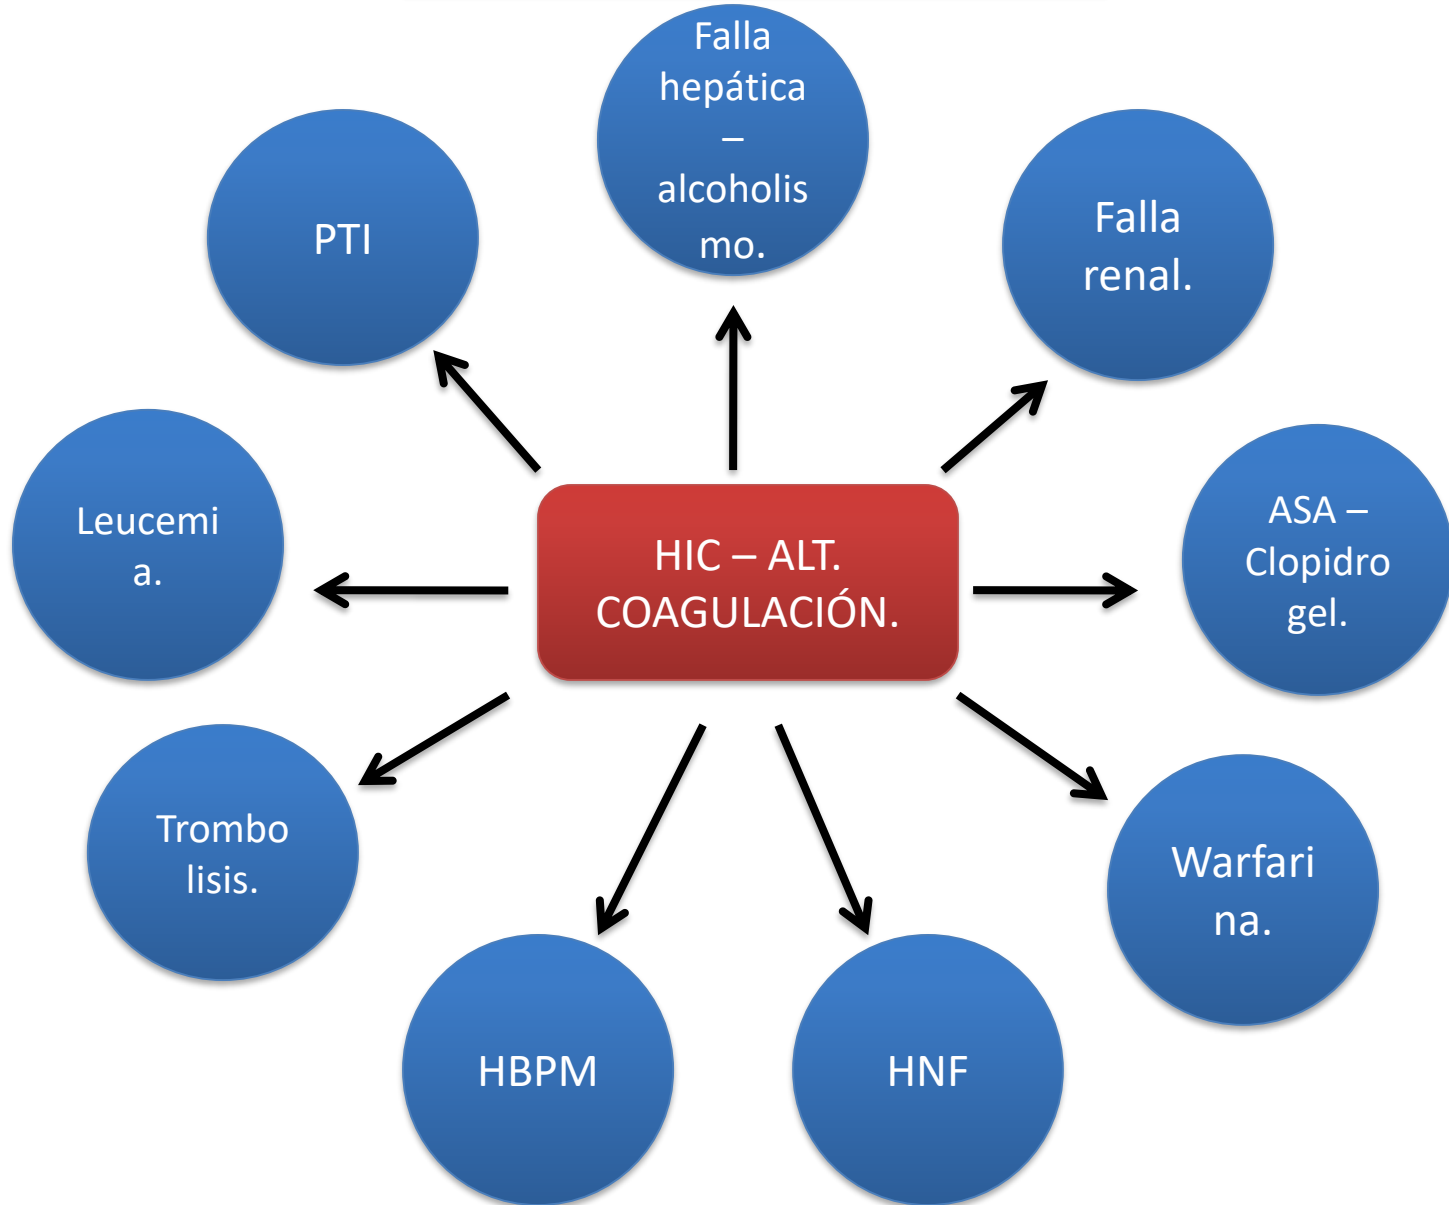 Falla
hepática
–
alcoholis
mo.
PTI
Falla
renal.
Leucemi
a.
HIC – ALT.
COAGULACIÓN.
ASA –
Clopidro
gel.
Trombo
lisis.
Warfari
na.
HBPM
HNF